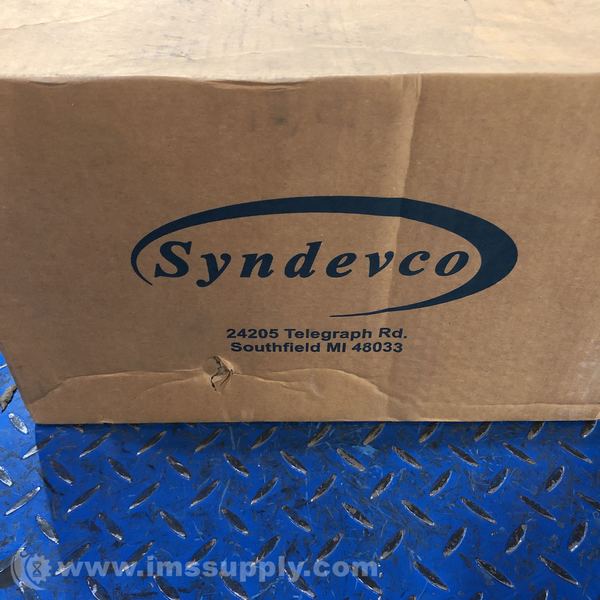 Syndevco
24205 Telegraph Rd.
Southfield MI 48033
www.imssupply.com